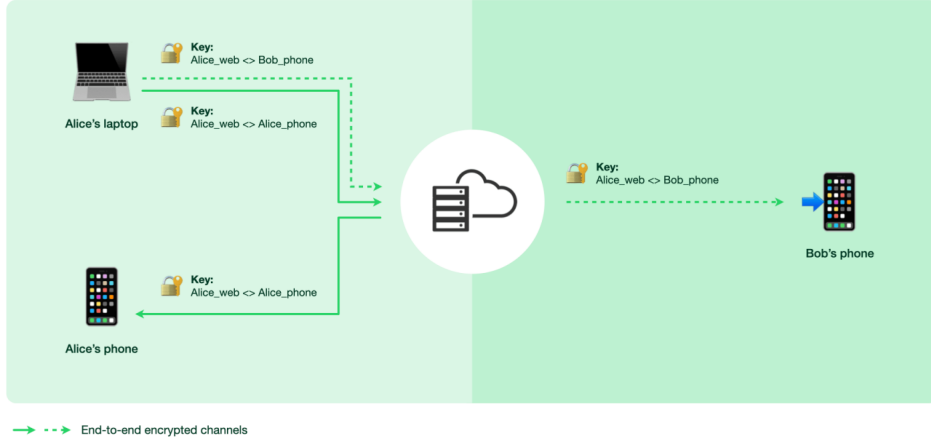 Key:
Alice_web <> Bob_phone
Alice's laptop
Key:
Alice_web <> Alice_phone
Key:
Alice_web <> Bob_phone
Bob's phone
Key:
Alice_web <> Alice_phone
Alice's phone
End-to-end encrypted channels